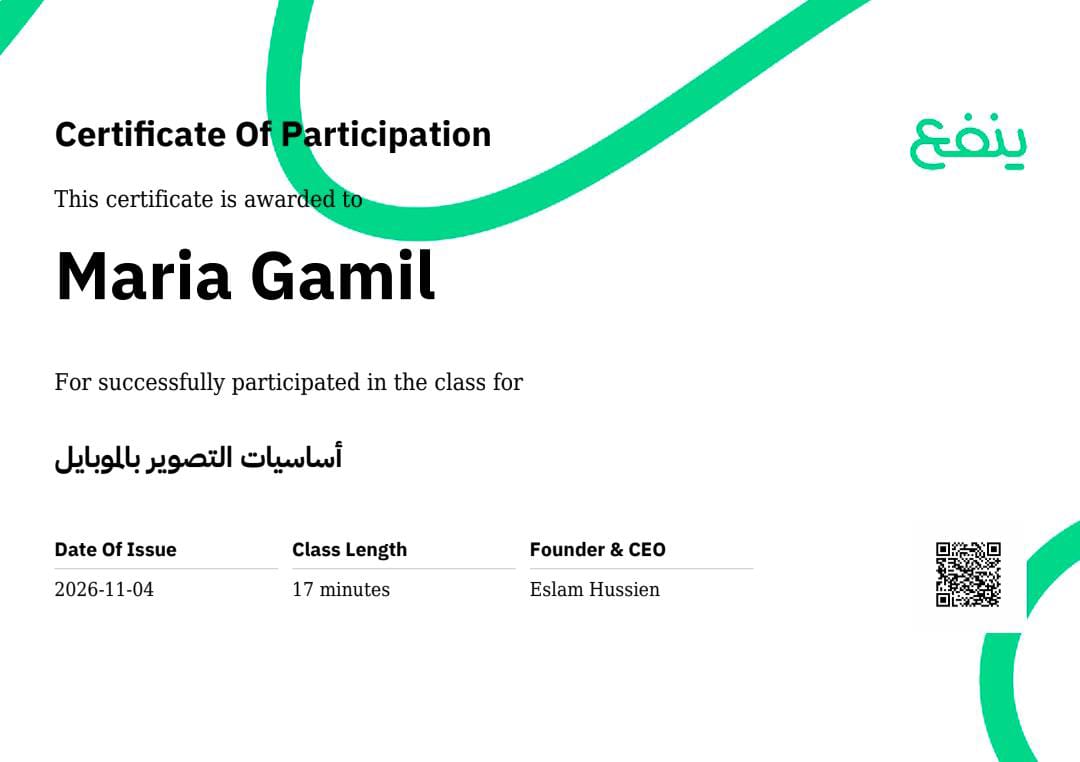 Certificate Of Participation
ينفع
This certificate is awarded to
Maria Gamil
For successfully participated in the class for
أساسيات التصوير بالموبايل
Date Of Issue
Class Length
Founder & CEO
2026-11-04
17 minutes
Eslam Hussien